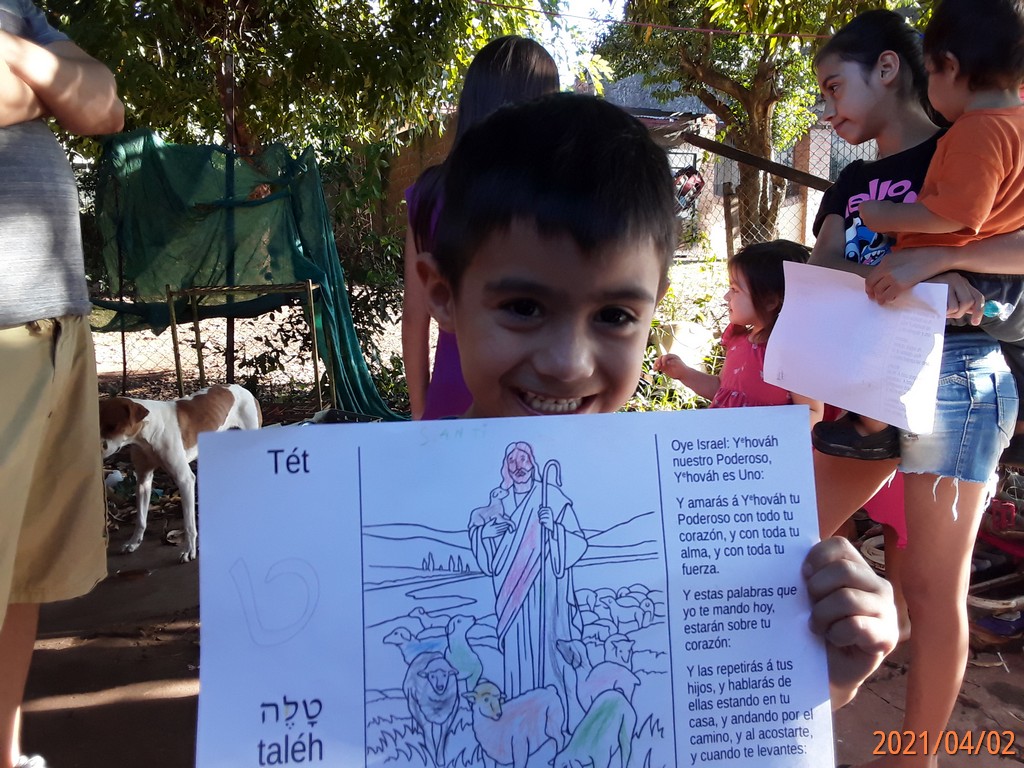 Tét
ט
טָלֶה
taléh
SANTI
Oye Israel: Yᵉhováh
nuestro Poderoso,
Yᵉhováh es Uno:
Y amarás á Yᵉhováh tu
Poderoso con todo tu
corazón, y con toda tu
alma, y con toda tu
fuerza.
Y estas palabras que
yo te mando hoy,
estarán sobre tu
corazón:
Y las repetirás á tus
hijos, y hablarás de
ellas estando en tu
casa, y andando por el
camino, y al acostarte,
y cuando te levantes:
hello
2021/04/02